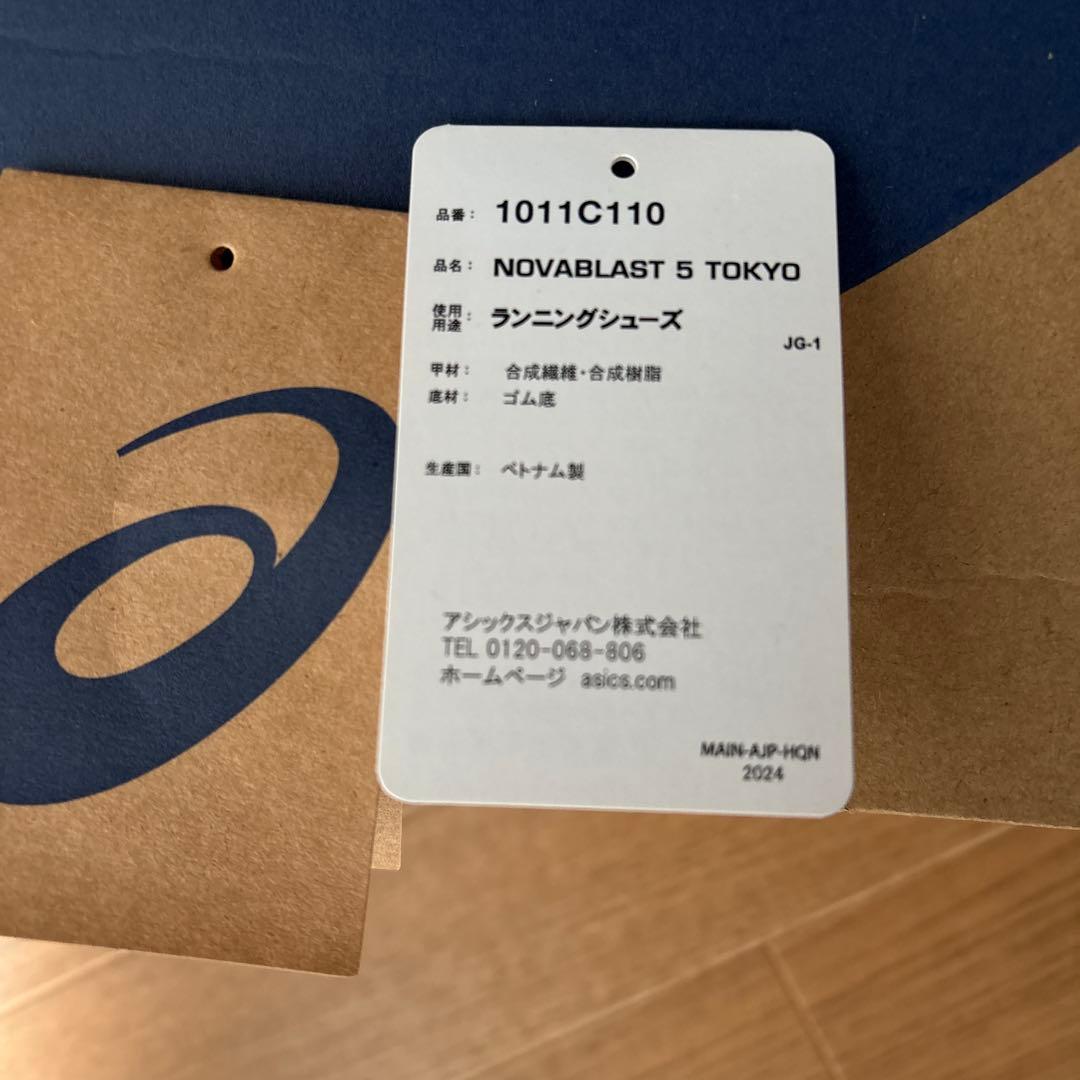 品番： 1011C110
品名： NOVABLAST 5 TOKYO
使用用途： ランニングシューズ
JG-1
甲材： 合成繊維・合成樹脂
底材： ゴム底
生産国： ベトナム製
アシックスジャパン株式会社
TEL 0120-068-806
ホームページ asics.com
MAIN-AJP-HQN
2024